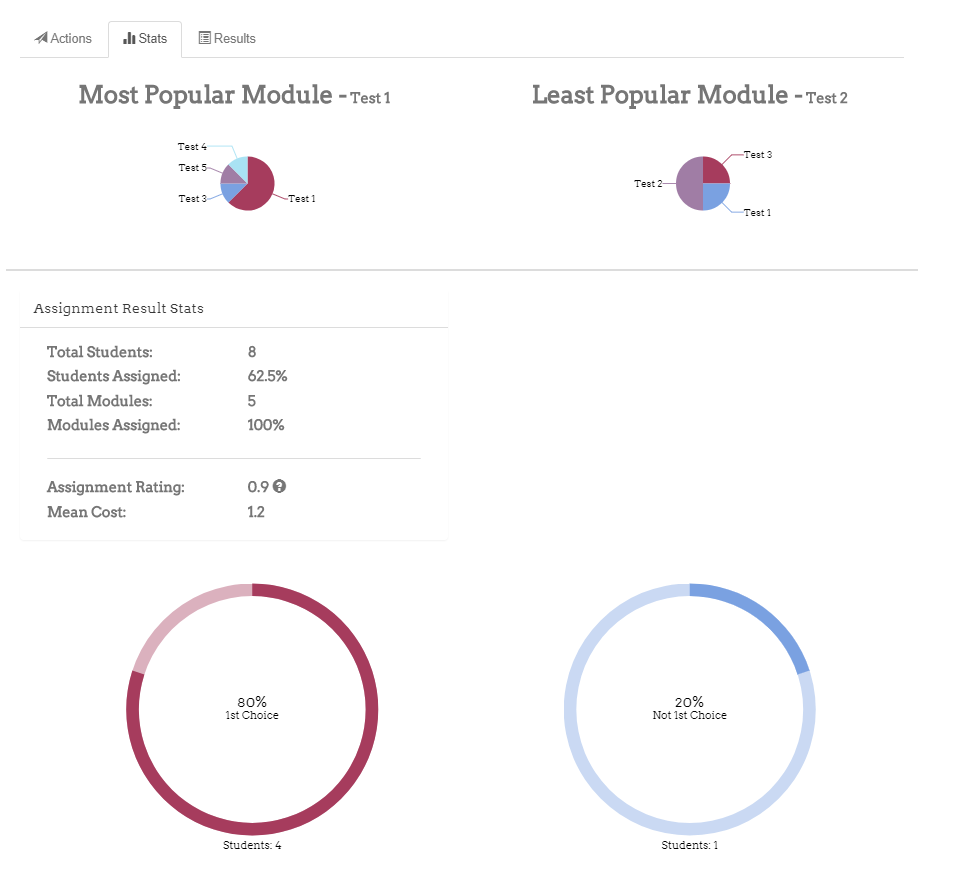 Actions Stats Results
Most Popular Module - Test 1
Least Popular Module - Test 2
Test 4
Test 5
Test 3
Test 1
Test 3
Test 2
Test 1
Assignment Result Stats
Total Students: 8
Students Assigned: 62.5%
Total Modules: 5
Modules Assigned: 100%
Assignment Rating: 0.9 ?
Mean Cost: 1.2
80%
1st Choice
Students: 4
20%
Not 1st Choice
Students: 1